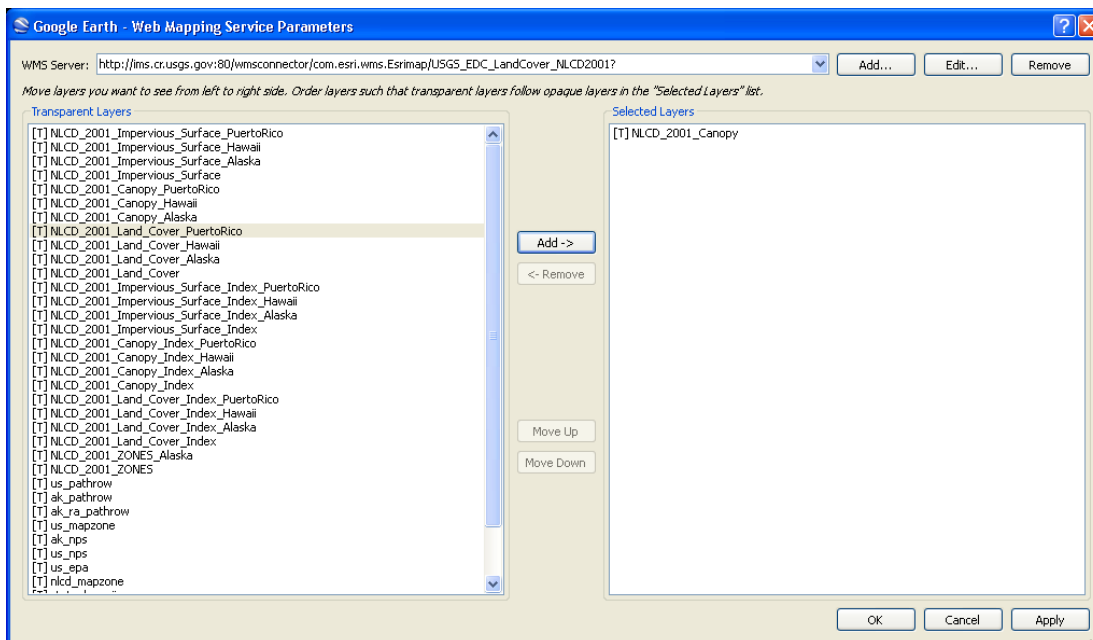 Google Earth - Web Mapping Service Parameters
WMS Server: http://ims.cr.usgs.gov:80/wmsconnector/com.esri.wms.Esrimap/USGS_EDC_LandCover_NLCD2001? Add... Edit... Remove
Move layers you want to see from left to right side. Order layers such that transparent layers follow opaque layers in the "Selected Layers" list.
Transparent Layers
[T] NLCD_2001_Impervious_Surface_PuertoRico
[T] NLCD_2001_Impervious_Surface_Hawaii
[T] NLCD_2001_Impervious_Surface_Alaska
[T] NLCD_2001_Impervious_Surface
[T] NLCD_2001_Canopy_PuertoRico
[T] NLCD_2001_Canopy_Hawaii
[T] NLCD_2001_Canopy_Alaska
[T] NLCD_2001_Land_Cover_PuertoRico
[T] NLCD_2001_Land_Cover_Hawaii
[T] NLCD_2001_Land_Cover_Alaska
[T] NLCD_2001_Land_Cover
[T] NLCD_2001_Impervious_Surface_Index_PuertoRico
[T] NLCD_2001_Impervious_Surface_Index_Hawaii
[T] NLCD_2001_Impervious_Surface_Index_Alaska
[T] NLCD_2001_Impervious_Surface_Index
[T] NLCD_2001_Canopy_Index_PuertoRico
[T] NLCD_2001_Canopy_Index_Hawaii
[T] NLCD_2001_Canopy_Index_Alaska
[T] NLCD_2001_Canopy_Index
[T] NLCD_2001_Land_Cover_Index_PuertoRico
[T] NLCD_2001_Land_Cover_Index_Hawaii
[T] NLCD_2001_Land_Cover_Index_Alaska
[T] NLCD_2001_Land_Cover_Index
[T] NLCD_2001_ZONES_Alaska
[T] NLCD_2001_ZONES
[T] us_pathrow
[T] ak_pathrow
[T] ak_ra_pathrow
[T] us_mapzone
[T] ak_nps
[T] us_nps
[T] us_epa
[T] nlcd_mapzone
Add ->
<- Remove
Move Up
Move Down
Selected Layers
[T] NLCD_2001_Canopy
OK Cancel Apply